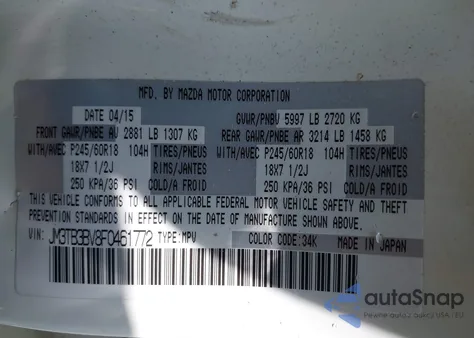 MFD. BY MAZDA MOTOR CORPORATION
DATE 04/15 GVWR/PNBV 5997 LB 2720 KG
FRONT GAWR/PNBE AV 2881 LB 1307 KG REAR GAWR/PNBE AR 3214 LB 1458 KG
WITH/AVEC P245/60R18 104H TIRES/PNEUS WITH/AVEC P245/60R18 104H TIRES/PNEUS
18X7 1/2J RIMS/JANTES 18X7 1/2J RIMS/JANTES
250 KPA/36 PSI COLD/A FROID 250 KPA/36 PSI COLD/A FROID
THIS VEHICLE CONFORMS TO ALL APPLICABLE FEDERAL MOTOR VEHICLE SAFETY AND THEFT
PREVENTION STANDARDS IN EFFECT ON THE DATE OF MANUFACTURE SHOWN ABOVE.
VIN: JM3TB3BV8F0461772 TYPE:MPV COLOR CODE:34K MADE IN JAPAN
autoSnap
Pewne auta z aukcji USA i EU